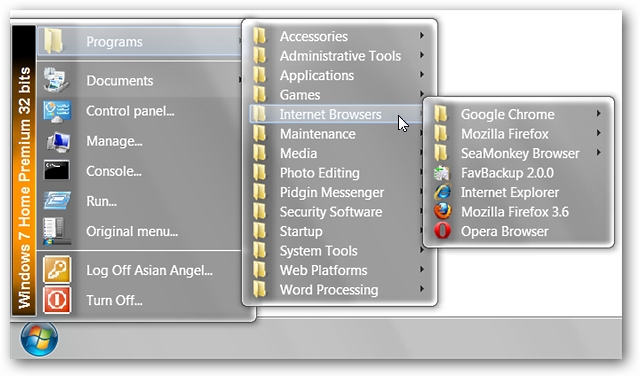 Windows 7 Home Premium 32 bits
Programs
Documents
Control panel...
Manage...
Console...
Run...
Original menu...
Log Off Asian Angel...
Turn Off...
Accessories
Administrative Tools
Applications
Games
Internet Browsers
Maintenance
Media
Photo Editing
Pidgin Messenger
Security Software
Startup
System Tools
Web Platforms
Word Processing
Google Chrome
Mozilla Firefox
SeaMonkey Browser
FavBackup 2.0.0
Internet Explorer
Mozilla Firefox 3.6
Opera Browser